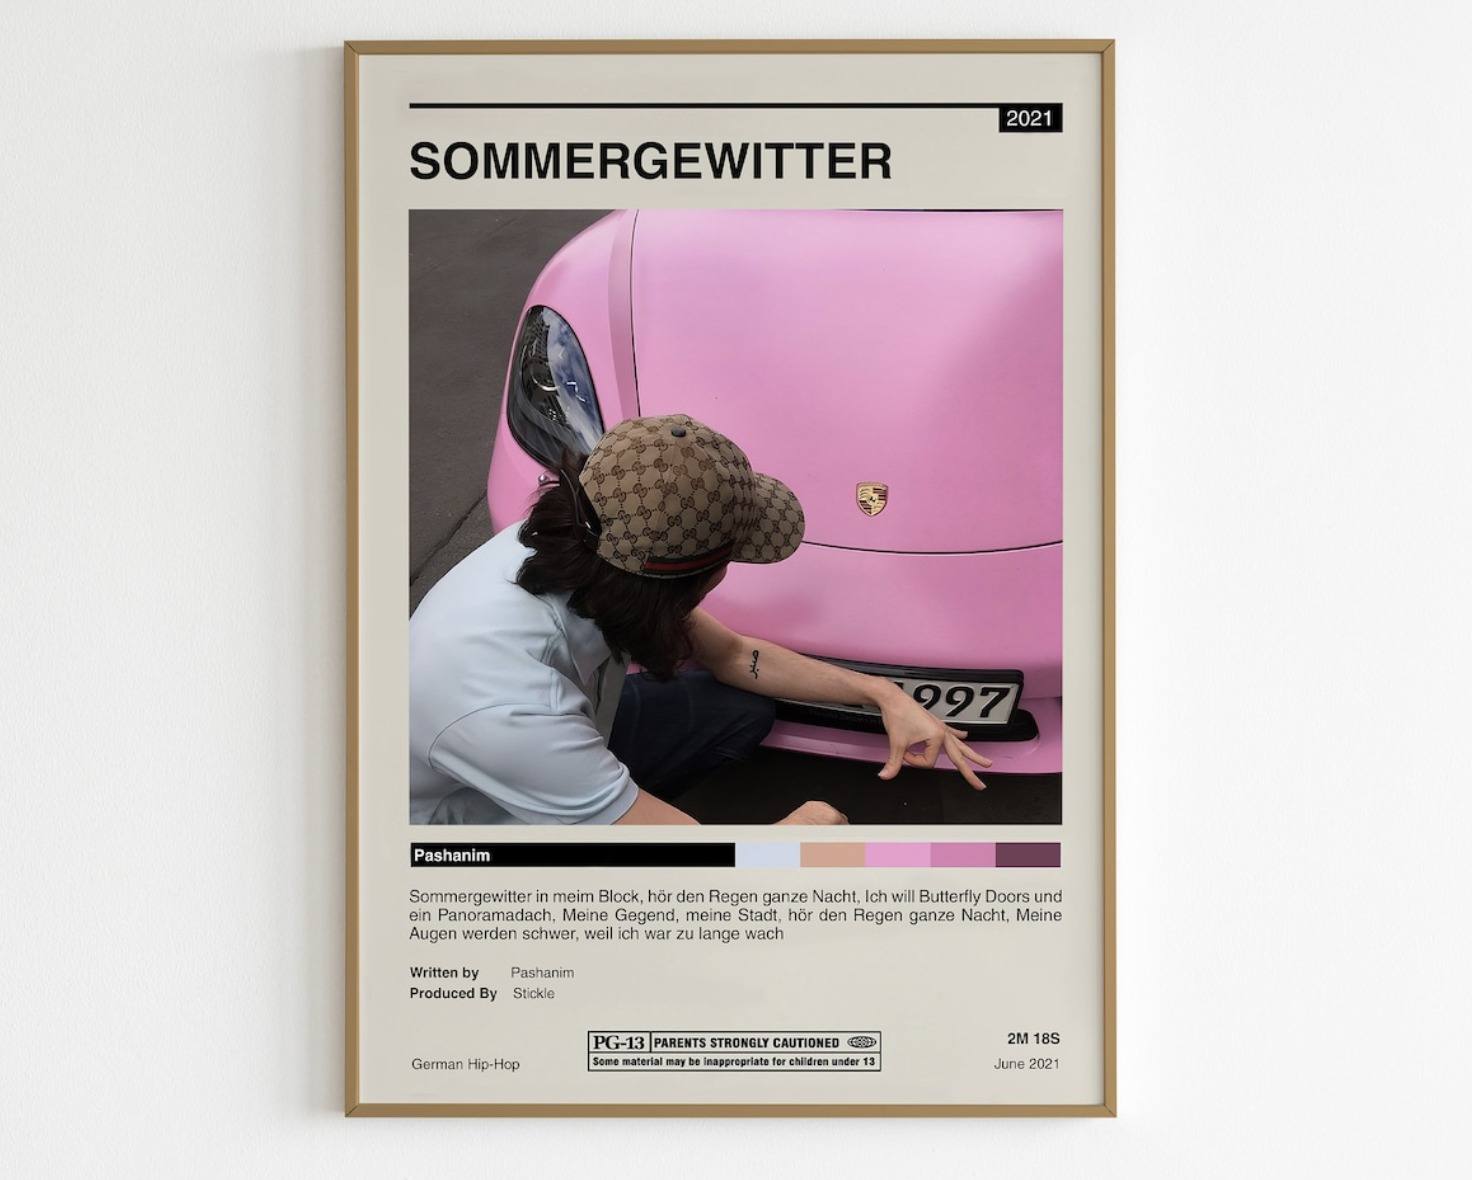 2021
SOMMERGEWITTER
997
Pashanim
Sommergewitter in meim Block, hör den Regen ganze Nacht, Ich will Butterfly Doors und
ein Panoramadach, Meine Gegend, meine Stadt, hör den Regen ganze Nacht, Meine
Augen werden schwer, weil ich war zu lange wach
Written by Pashanim
Produced By Stickle
PG-13 PARENTS STRONGLY CAUTIONED
Some material may be inappropriate for children under 13
2M 18S
German Hip-Hop
June 2021